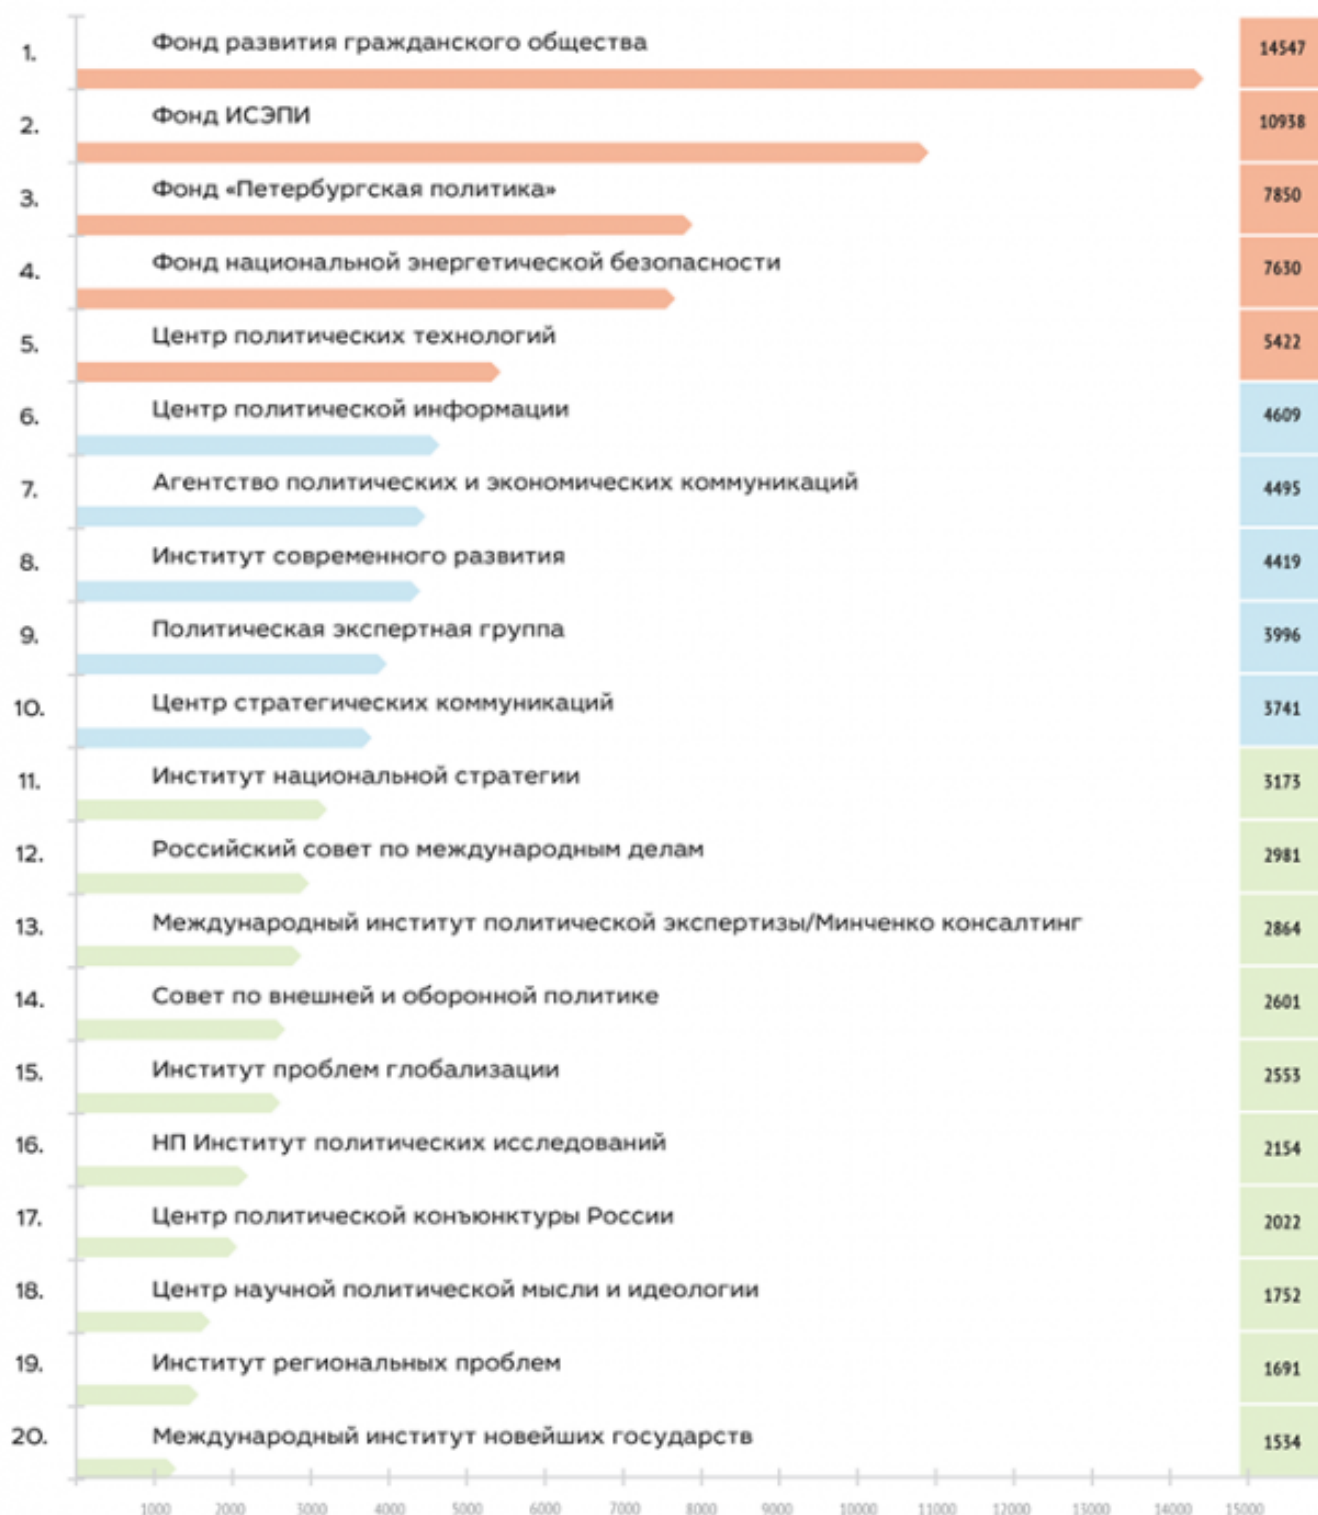 1. Фонд развития гражданского общества 14547
2. Фонд ИСЭПИ 10938
3. Фонд «Петербургская политика» 7850
4. Фонд национальной энергетической безопасности 7630
5. Центр политических технологий 5422
6. Центр политической информации 4609
7. Агентство политических и экономических коммуникаций 4495
8. Институт современного развития 4419
9. Политическая экспертная группа 3996
10. Центр стратегических коммуникаций 3741
11. Институт национальной стратегии 3173
12. Российский совет по международным делам 2981
13. Международный институт политической экспертизы/Минченко консалтинг 2864
14. Совет по внешней и оборонной политике 2601
15. Институт проблем глобализации 2553
16. НП Институт политических исследований 2154
17. Центр политической конъюнктуры России 2022
18. Центр научной политической мысли и идеологии 1752
19. Институт региональных проблем 1691
20. Международный институт новейших государств 1534
1000 2000 3000 4000 5000 6000 7000 8000 9000 10000 11000 12000 13000 14000 15000